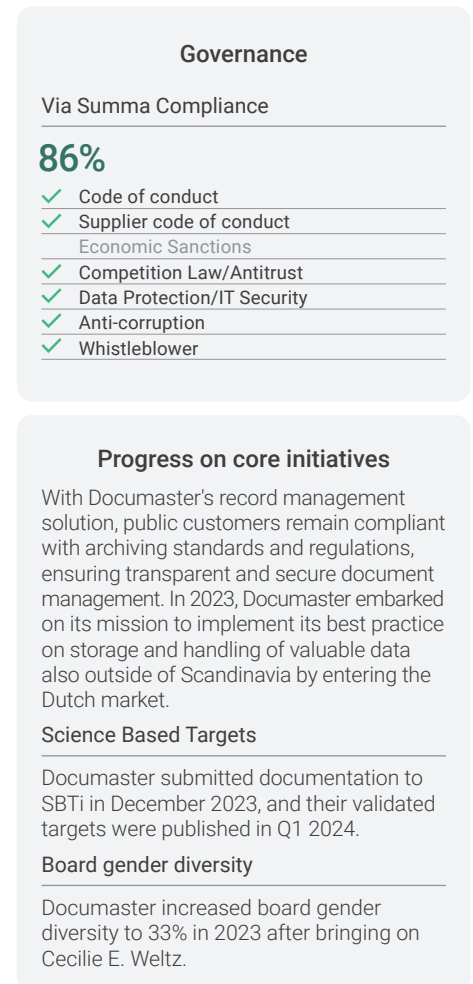 Governance
Via Summa Compliance
86%
Code of conduct
Supplier code of conduct
Economic Sanctions
Competition Law/Antitrust
Data Protection/IT Security
Anti-corruption
Whistleblower
Progress on core initiatives
With Documaster's record management
solution, public customers remain compliant
with archiving standards and regulations,
ensuring transparent and secure document
management. In 2023, Documaster embarked
on its mission to implement its best practice
on storage and handling of valuable data
also outside of Scandinavia by entering the
Dutch market.
Science Based Targets
Documaster submitted documentation to
SBTi in December 2023, and their validated
targets were published in Q1 2024.
Board gender diversity
Documaster increased board gender
diversity to 33% in 2023 after bringing on
Cecilie E. Weltz.